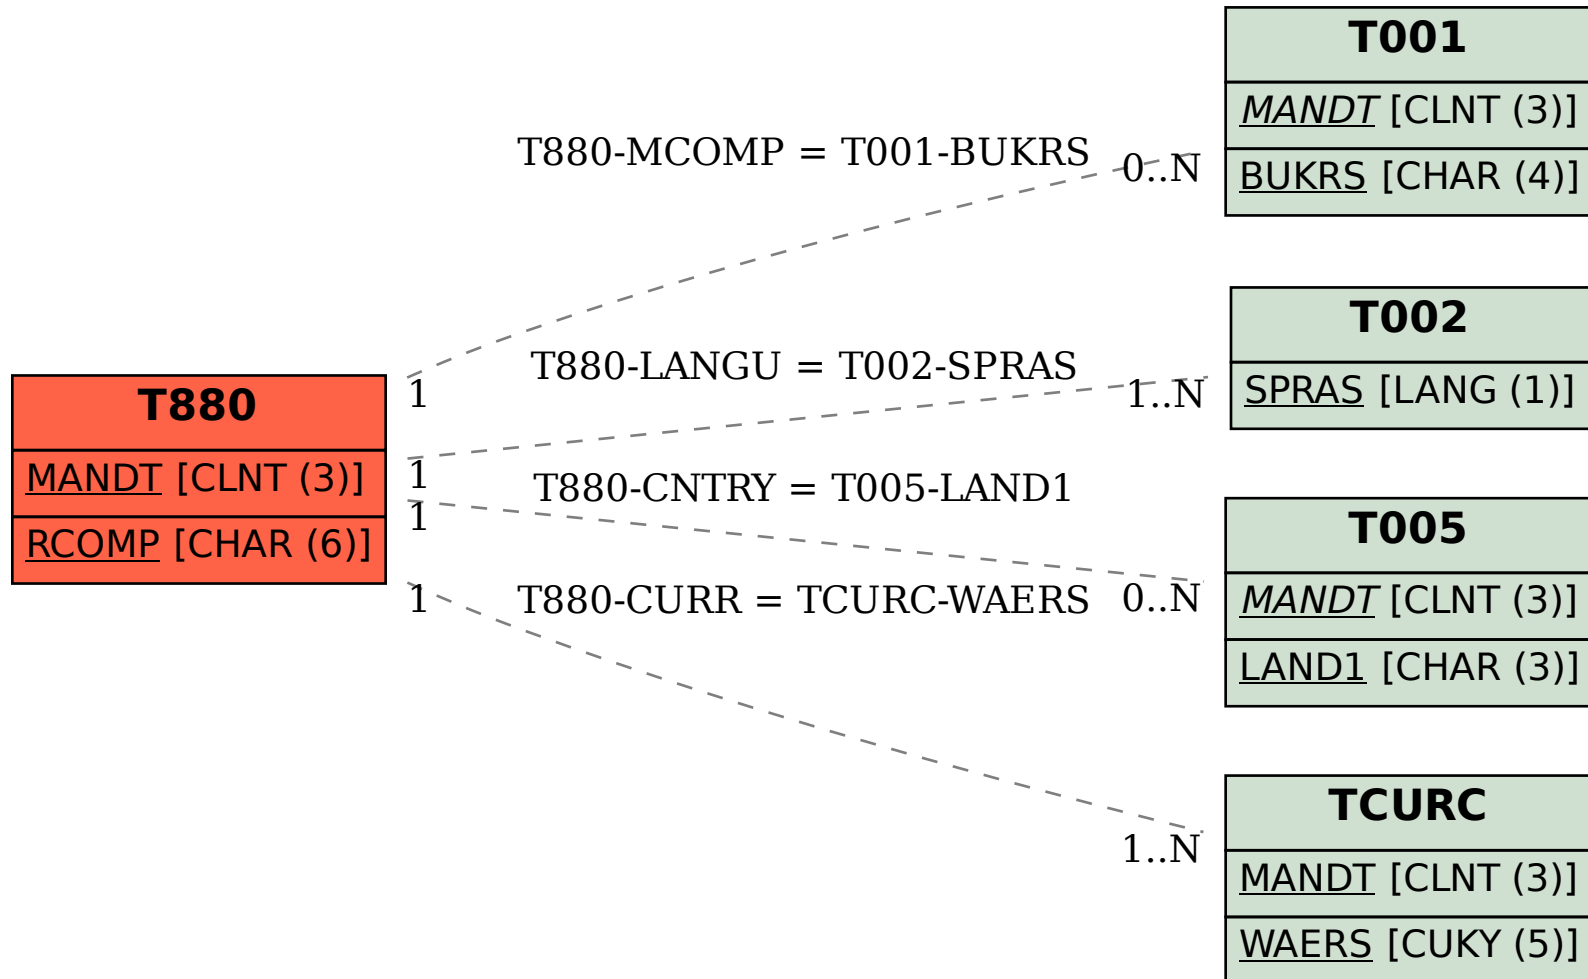 T880
MANDT [CLNT (3)]
RCOMP [CHAR (6)]
T880-MCOMP = T001-BUKRS
1
0..N
T880-LANGU = T002-SPRAS
1
1..N
T880-CNTRY = T005-LAND1
1
0..N
T880-CURR = TCURC-WAERS
1
1..N
T001
MANDT [CLNT (3)]
BUKRS [CHAR (4)]
T002
SPRAS [LANG (1)]
T005
MANDT [CLNT (3)]
LAND1 [CHAR (3)]
TCURC
MANDT [CLNT (3)]
WAERS [CUKY (5)]